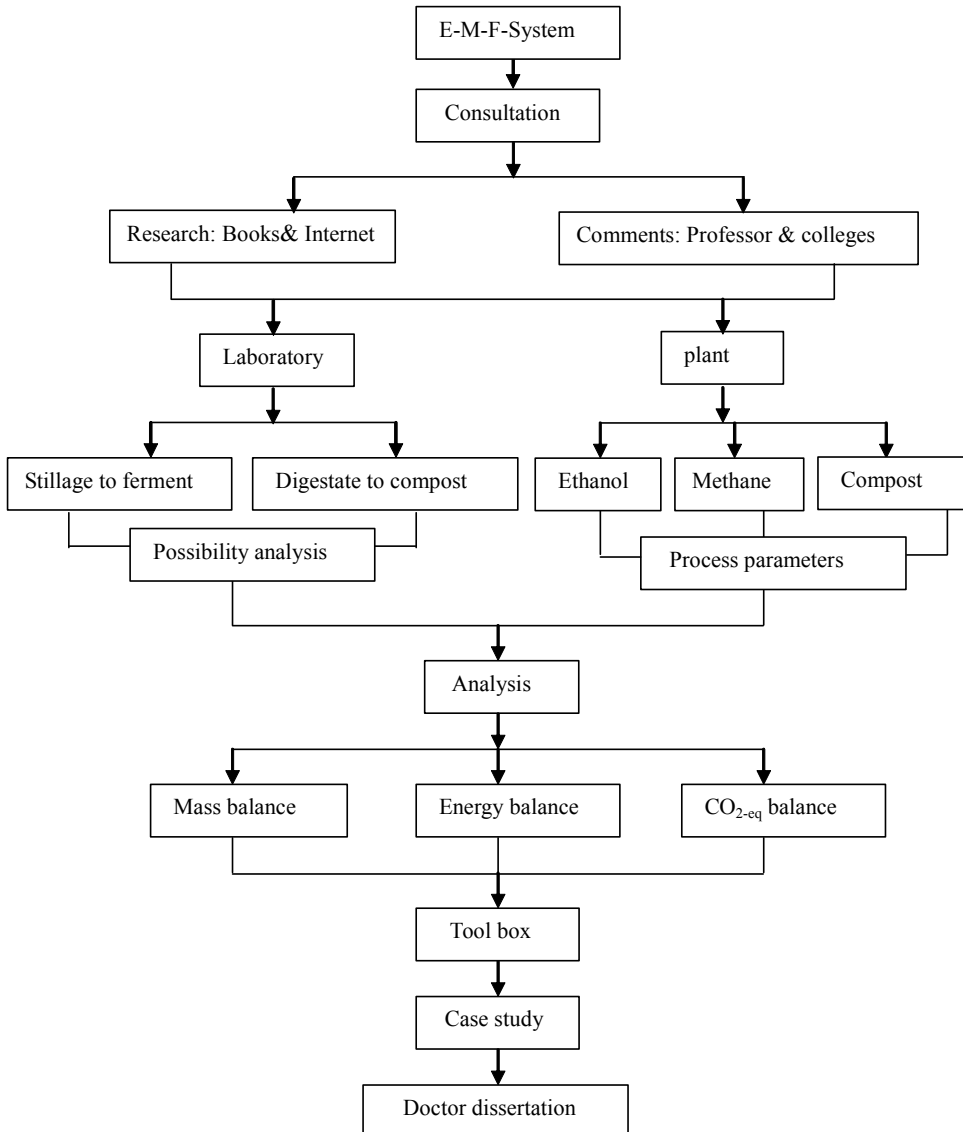 E-M-F-System
Consultation
Research: Books& Internet
Comments: Professor & colleges
Laboratory
plant
Stillage to ferment
Digestate to compost
Ethanol
Methane
Compost
Possibility analysis
Process parameters
Analysis
Mass balance
Energy balance
CO2-eq balance
Tool box
Case study
Doctor dissertation